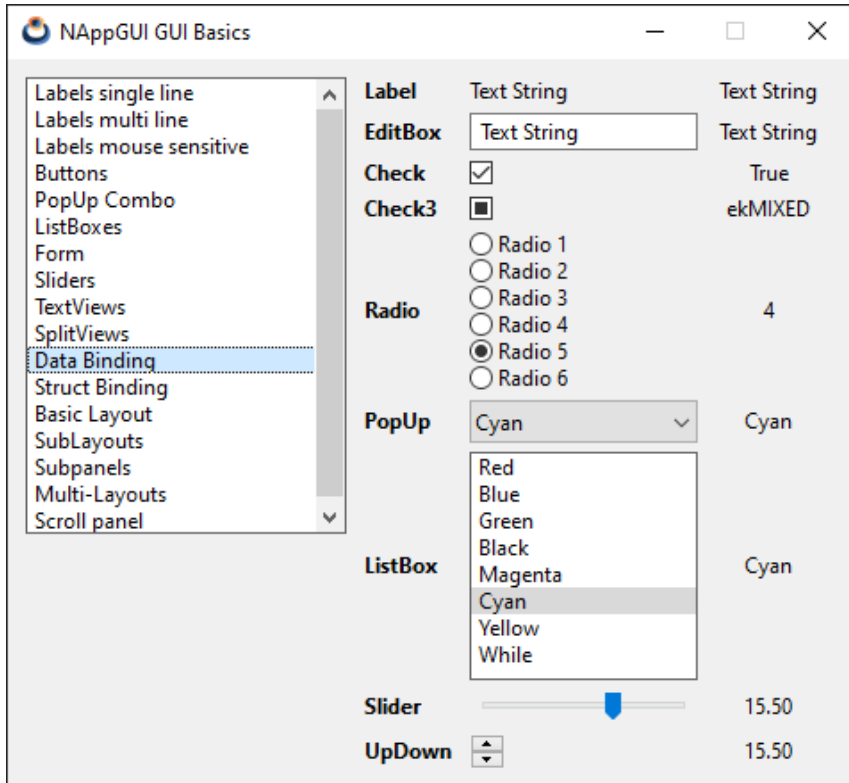 NAppGUI GUI Basics
Labels single line
Labels multi line
Labels mouse sensitive
Buttons
PopUp Combo
ListBoxes
Form
Sliders
TextViews
SplitViews
Data Binding
Struct Binding
Basic Layout
SubLayouts
Subpanels
Multi-Layouts
Scroll panel
Label Text String Text String
EditBox Text String Text String
Check True
Check3 ekMIXED
Radio 1
Radio 2
Radio 3
Radio 4
Radio 5
Radio 6
Radio 4
PopUp Cyan Cyan
Red
Blue
Green
Black
Magenta
Cyan
Yellow
While
ListBox Cyan
Slider 15.50
UpDown 15.50